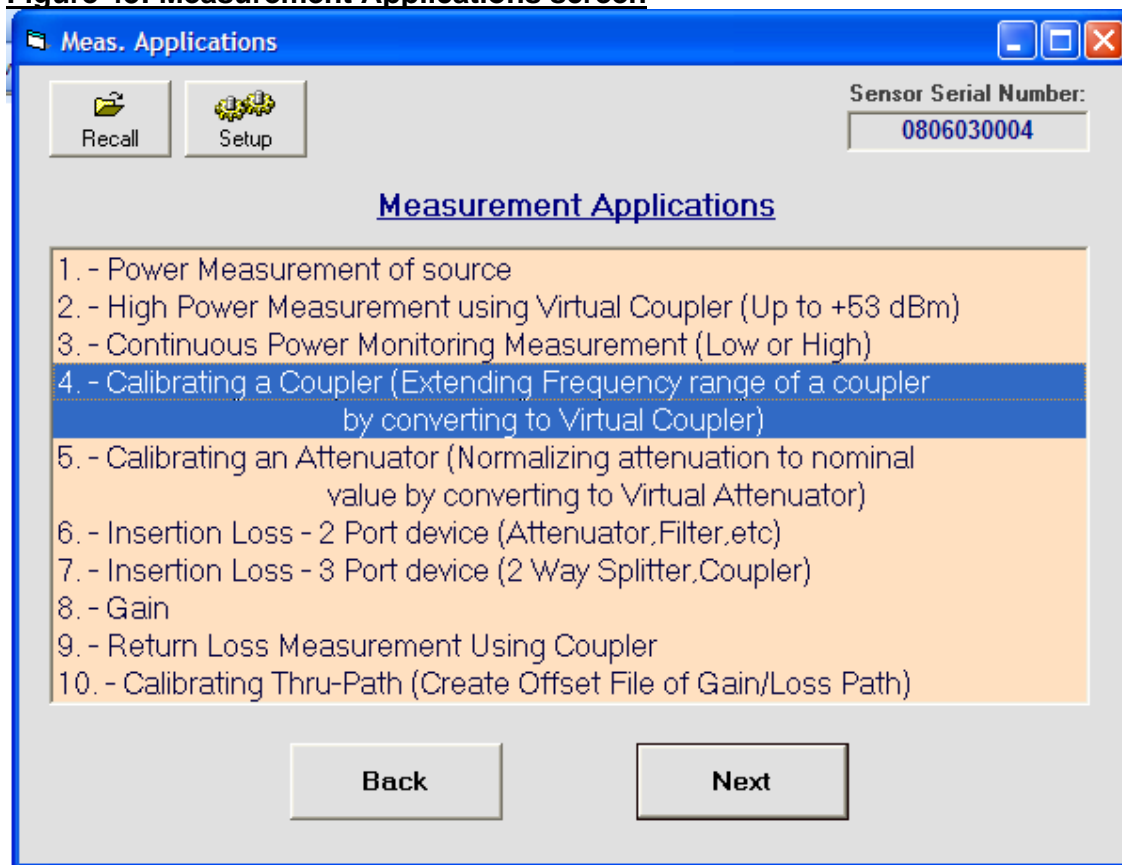 Figure 45. Measurement Applications screen
Meas. Applications
Recall
Setup
Sensor Serial Number:
0806030004
Measurement Applications
1. - Power Measurement of source
2. - High Power Measurement using Virtual Coupler (Up to +53 dBm)
3. - Continuous Power Monitoring Measurement (Low or High)
4. - Calibrating a Coupler (Extending Frequency range of a coupler
by converting to Virtual Coupler)
5. - Calibrating an Attenuator (Normalizing attenuation to nominal
value by converting to Virtual Attenuator)
6. - Insertion Loss - 2 Port device (Attenuator,Filter,etc)
7. - Insertion Loss - 3 Port device (2 Way Splitter,Coupler)
8. - Gain
9. - Return Loss Measurement Using Coupler
10. - Calibrating Thru-Path (Create Offset File of Gain/Loss Path)
Back
Next